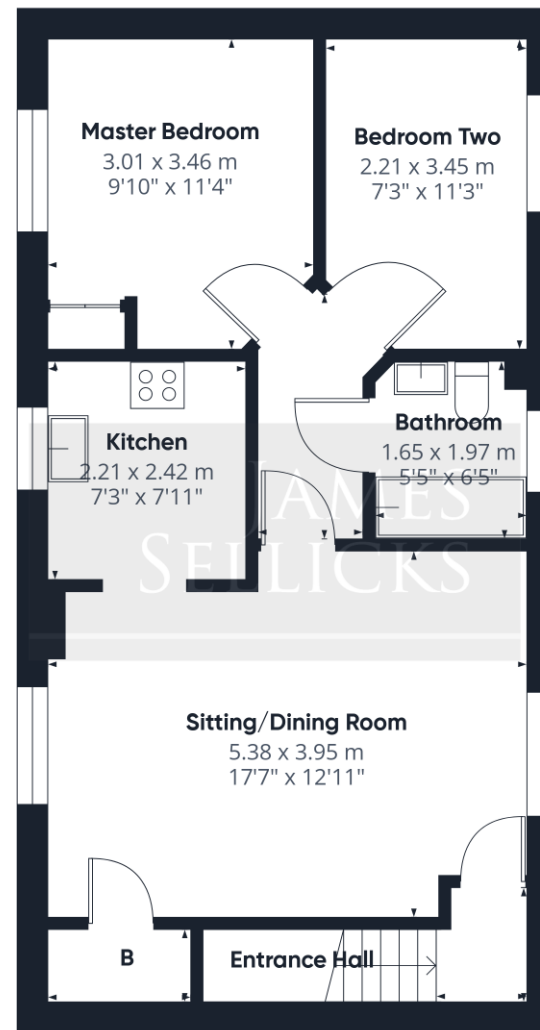 Master Bedroom
3.01 x 3.46 m
9'10" x 11'4"
Bedroom Two
2.21 x 3.45 m
7'3" x 11'3"
Kitchen
2.21 x 2.42 m
7'3" x 7'11"
Bathroom
1.65 x 1.97 m
5'5" x 6'5"
JAMES
SELLICKS
Sitting/Dining Room
5.38 x 3.95 m
17'7" x 12'11"
B
Entrance Hall